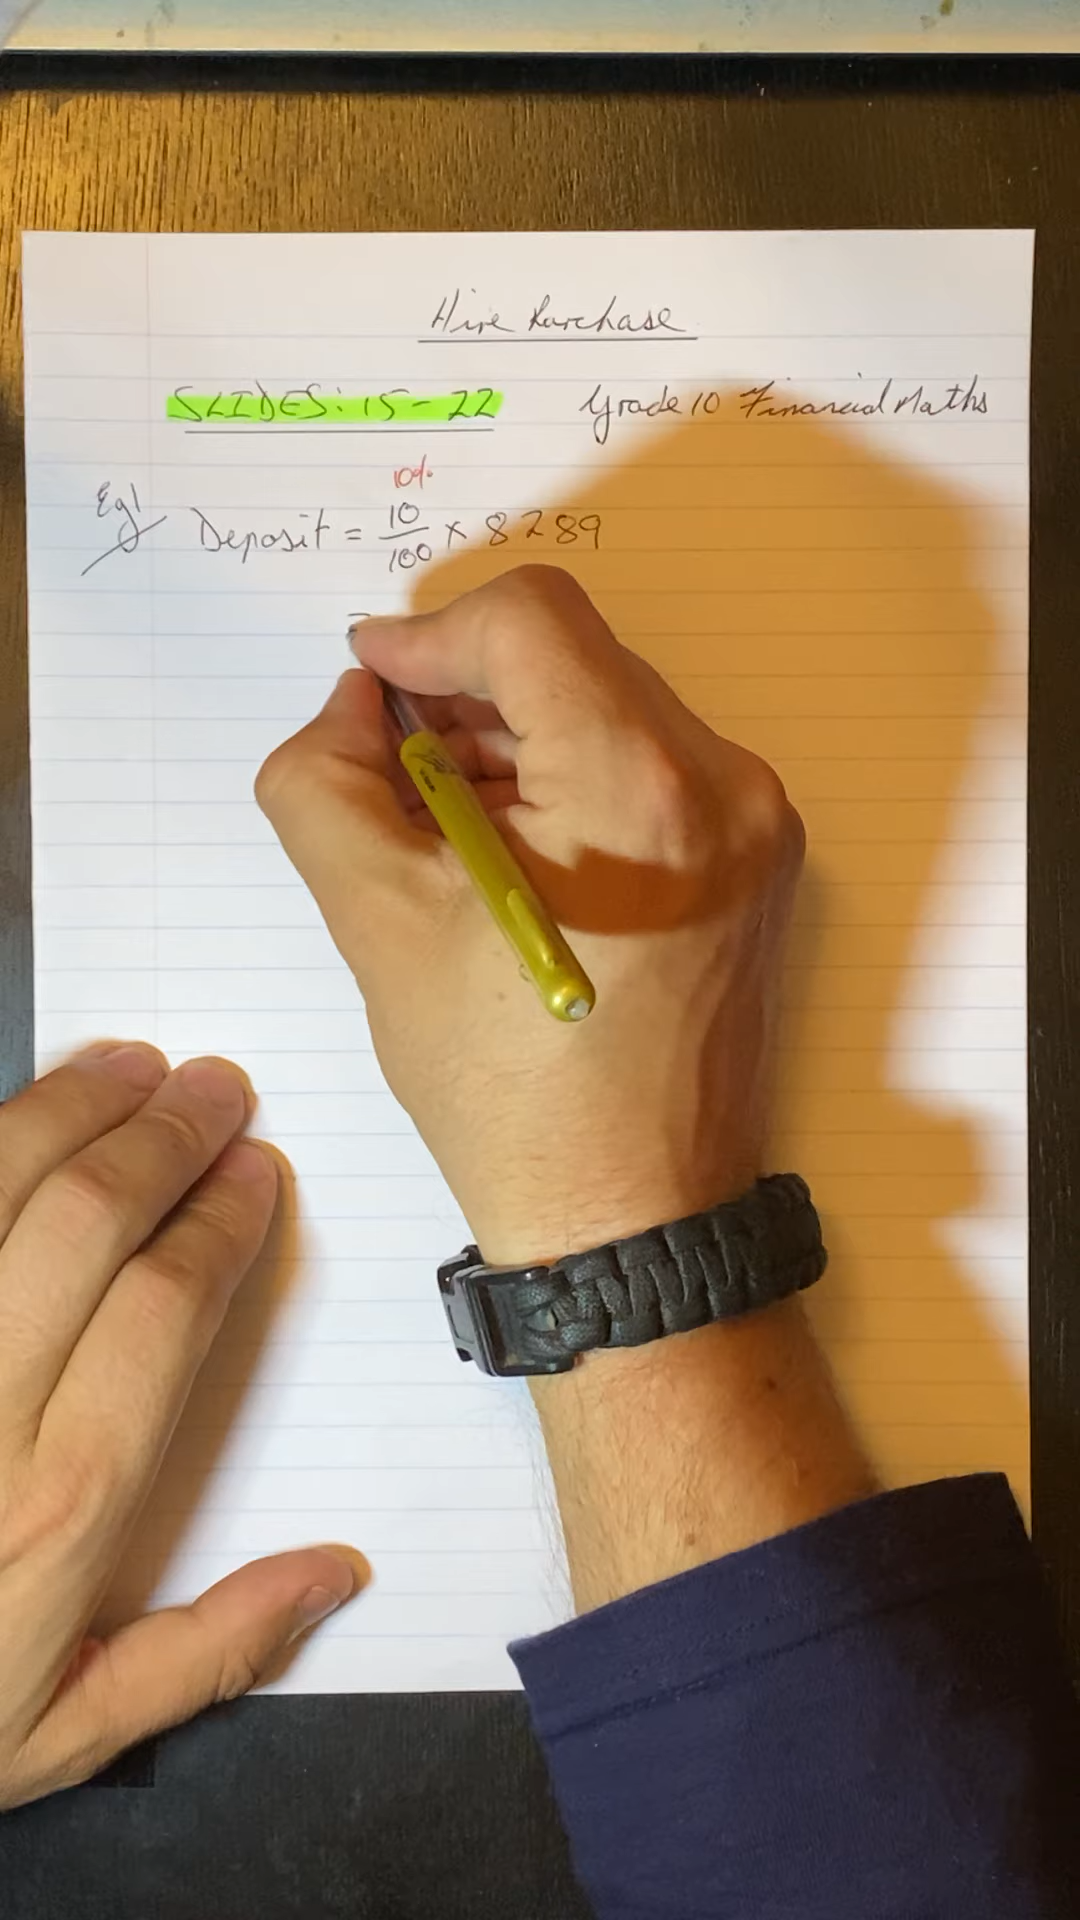 Hire Purchase
SLIDES: 15-22 Grade 10 Financial Maths
10%
Eg1 Deposit = 10/100 × 8289
=